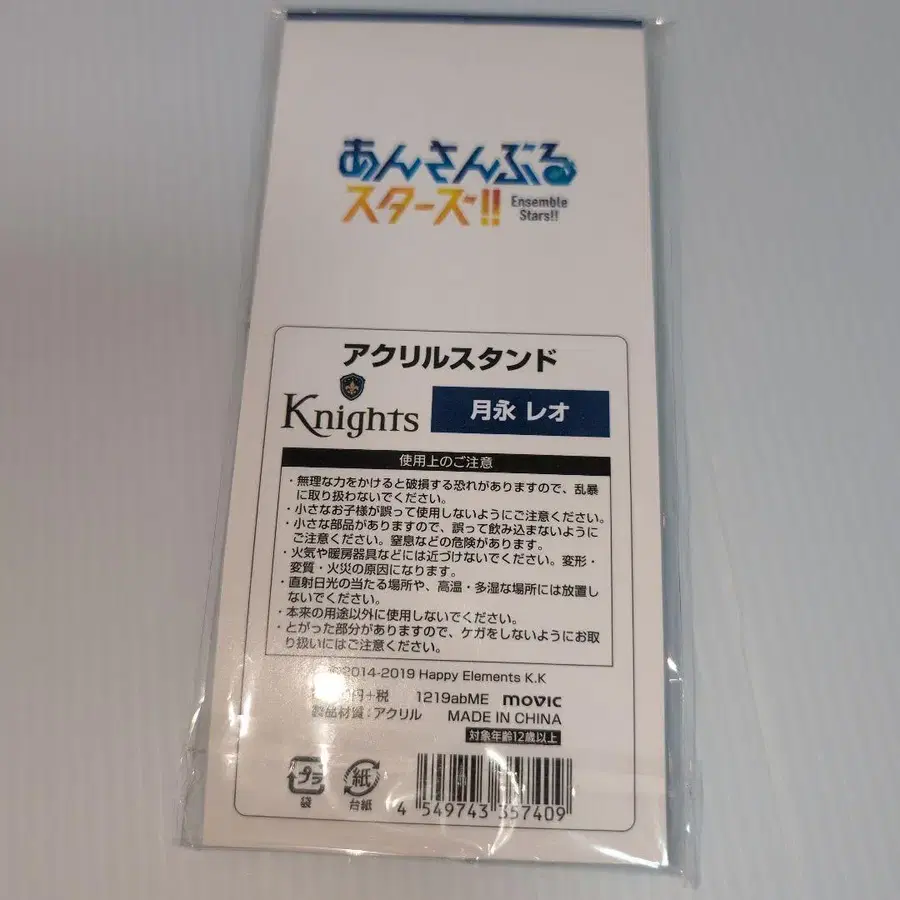 あんさんぶる
スターズ!!
Ensemble
Stars!!
アクリルスタンド
Knights
月永 レオ
使用上のご注意
・無理な力をかけると破損する恐れがありますので、乱暴
に取り扱わないでください。
・小さなお子様が誤って使用しないようにご注意ください。
・小さな部品がありますので、誤って飲み込まないように
ご注意ください。窒息などの危険があります。
・火気や暖房器具などには近づけないでください。変形・
変質・火災の原因になります。
・直射日光の当たる場所や、高温・多湿な場所には放置し
ないでください。
・本来の用途以外に使用しないでください。
・とがった部分がありますので、ケガをしないようにお取
り扱いにはご注意ください。
©2014-2019 Happy Elements K.K
円+税 1219abME movic
製品材質：アクリル MADE IN CHINA
対象年齢12歳以上
プラ
袋
紙
台紙
4 549743 357409